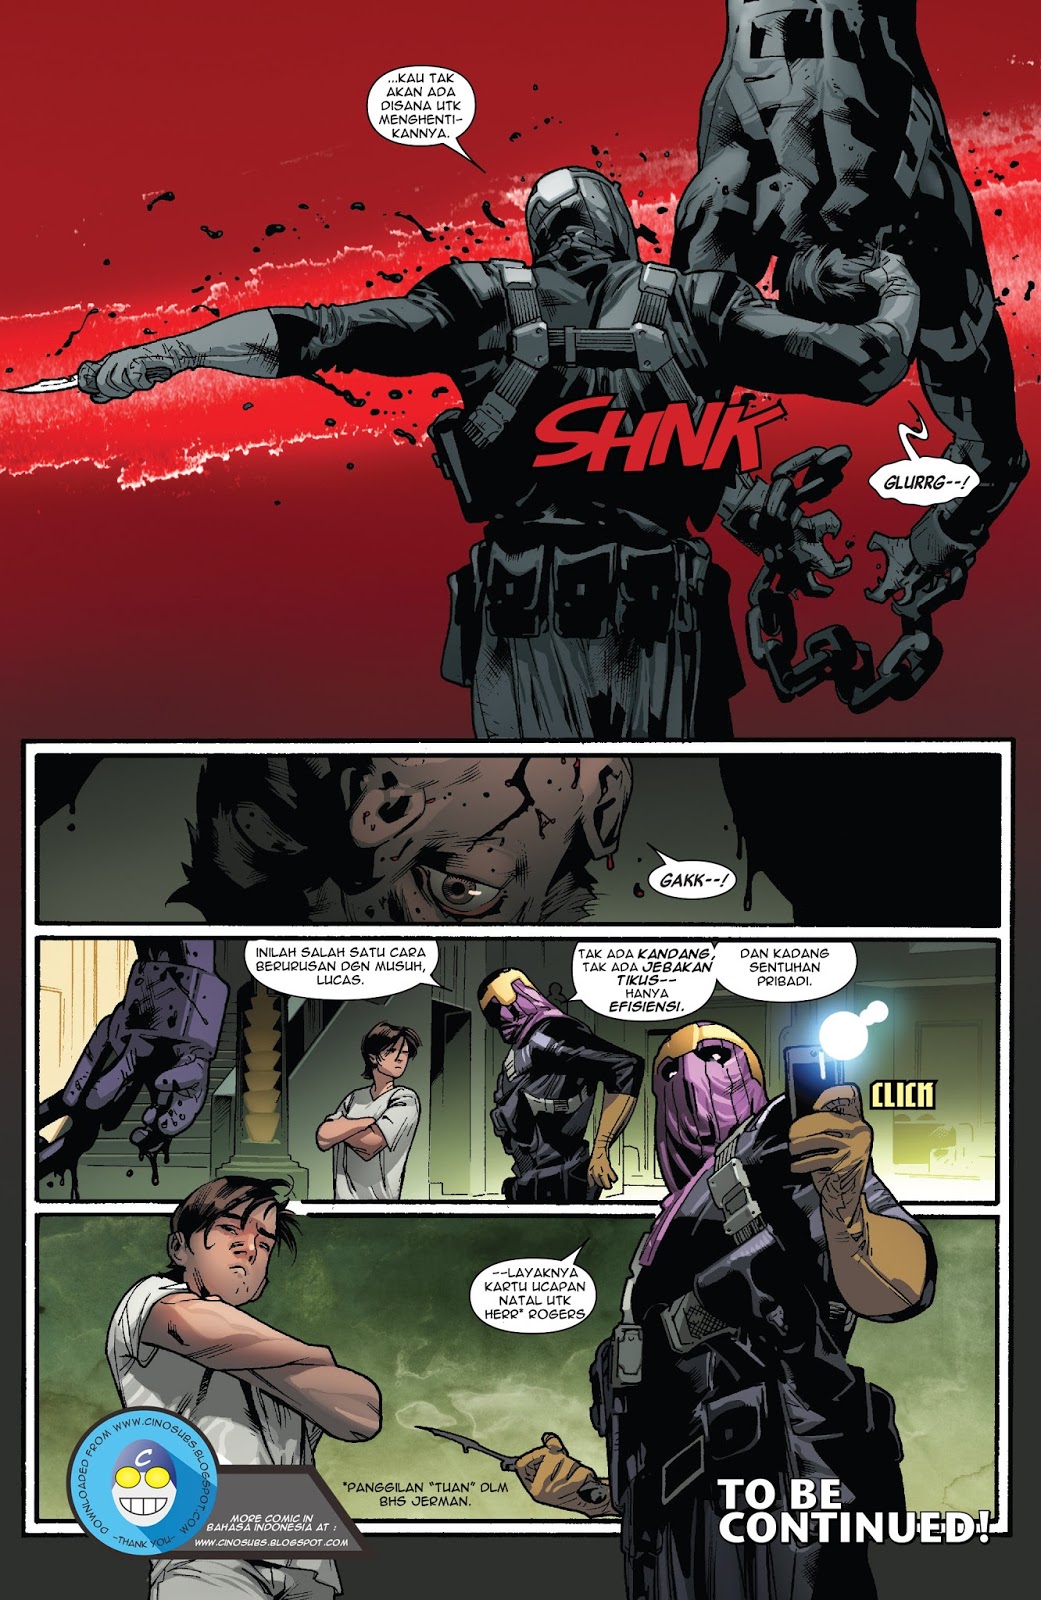 ...KAU TAK
AKAN ADA
DISANA UTK
MENGHENTI-
KANNYA.
SHNK
GLURRG--!
GAKK--!
INILAH SALAH SATU CARA
BERURUSAN DGN MUSUH,
LUCAS.
TAK ADA KANDANG,
TAK ADA JEBAKAN
TIKUS--
HANYA
EFISIENSI.
DAN KADANG
SENTUHAN
PRIBADI.
CLICK
--LAYAKNYA
KARTU UCAPAN
NATAL UTK
HERR* ROGERS
*PANGGILAN "TUAN" DLM
BHS JERMAN.
DOWNLOADED FROM WWW.CINOSUBS.BLOGSPOT.COM
C
-THANK YOU-
MORE COMIC IN
BAHASA INDONESIA AT :
WWW.CINOSUBS.BLOGSPOT.COM
TO BE
CONTINUED!